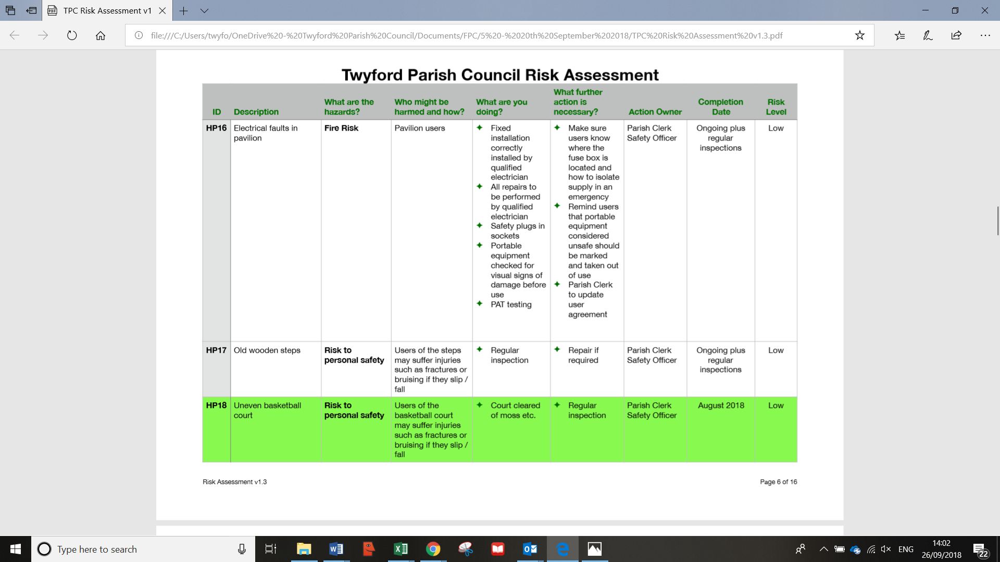 TPC Risk Assessment v1
file:///C:/Users/twyfo/OneDrive%20-%20Twyford%20Parish%20Council/Documents/FPC/5%20-%2020th%20September%202018/TPC%20Risk%20Assessment%20v1.3.pdf
Twyford Parish Council Risk Assessment
ID
Description
What are the
hazards?
Who might be
harmed and how?
What are you
doing?
What further
action is
necessary?
Action Owner
Completion
Date
Risk
Level
HP16
Electrical faults in
pavilion
Fire Risk
Pavilion users
Fixed
installation
correctly
installed by
qualified
electrician
All repairs to
be performed
by qualified
electrician
Safety plugs in
sockets
Portable
equipment
checked for
visual signs of
damage before
use
PAT testing
Make sure
users know
where the
fuse box is
located and
how to isolate
supply in an
emergency
Remind users
that portable
equipment
considered
unsafe should
be marked
and taken out
of use
Parish Clerk
to update
user
agreement
Parish Clerk
Safety Officer
Ongoing plus
regular
inspections
Low
HP17
Old wooden steps
Risk to
personal safety
Users of the steps
may suffer injuries
such as fractures or
bruising if they slip /
fall
Regular
inspection
Repair if
required
Parish Clerk
Safety Officer
Ongoing plus
regular
inspections
Low
HP18
Uneven basketball
court
Risk to
personal safety
Users of the
basketball court
may suffer injuries
such as fractures or
bruising if they slip /
fall
Court cleared
of moss etc.
Regular
inspection
Parish Clerk
Safety Officer
August 2018
Low
Risk Assessment v1.3
Page 6 of 16
Type here to search
ENG
14:02
26/09/2018
22